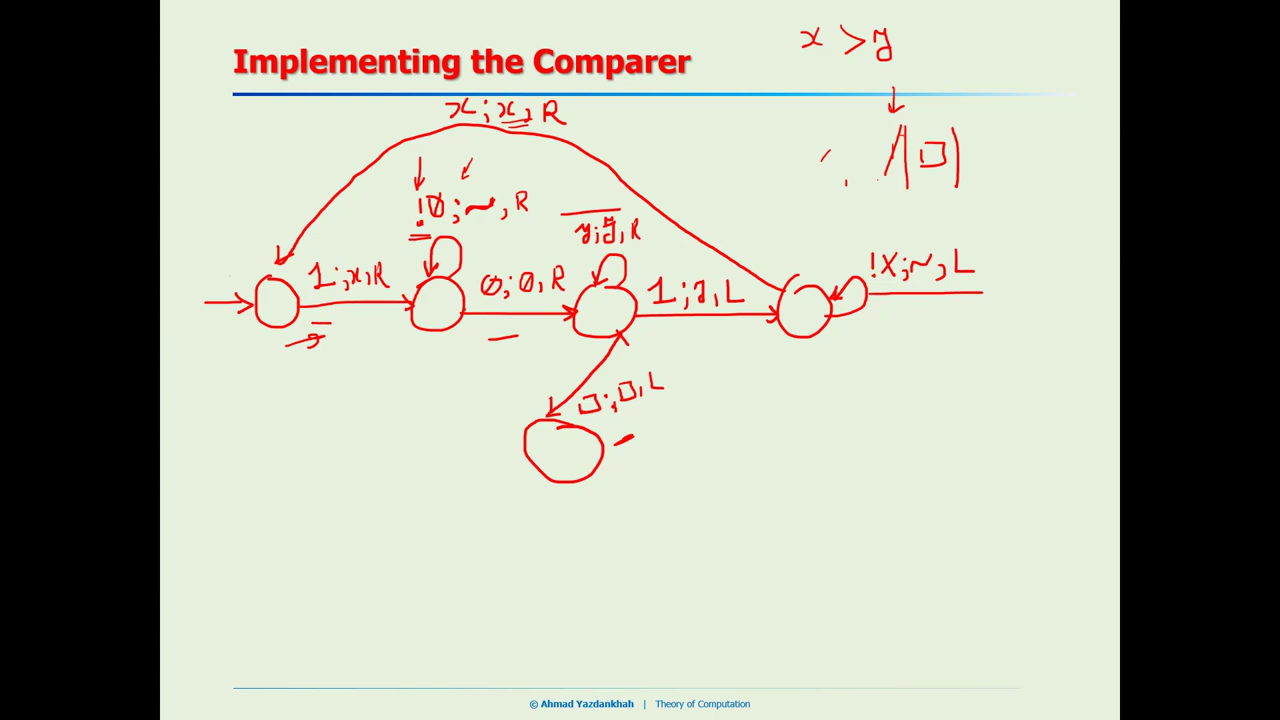 x > y
Implementing the Comparer
x ; x , R
!0 ; ~ , R
y ; y , R
!x ; ~ , L
1 ; x , R
0 ; 0 , R
1 ; y , L
□ ; □ , L
© Ahmad Yazdankhah | Theory of Computation